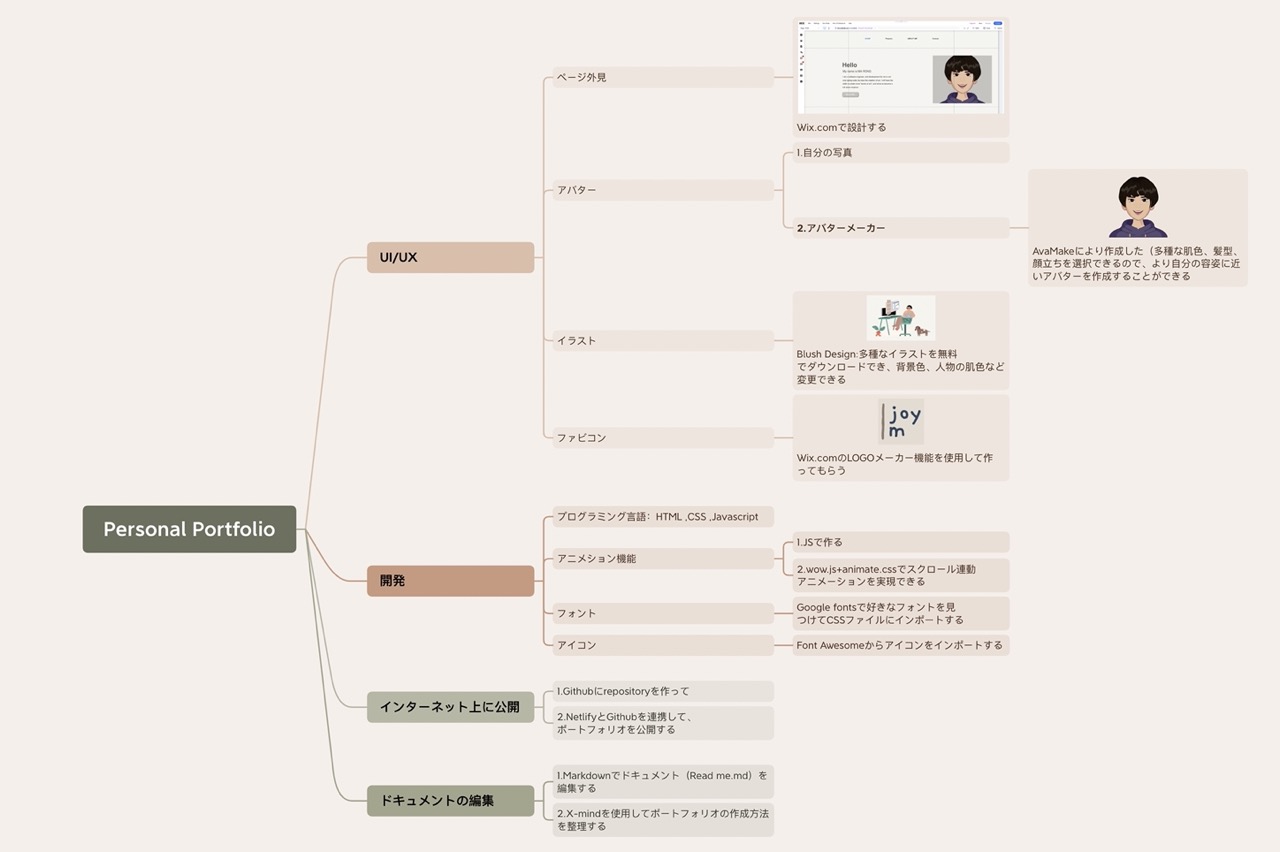 Hello
Wix.comで設計する
ページ外見
1.自分の写真
アバター
2.アバターメーカー
AvaMakeにより作成した（多種な肌色、髪型、
顔立ちを選択できるので、より自分の容姿に近
いアバターを作成することができる
UI/UX
イラスト
Blush Design:多種なイラストを無料
でダウンロードでき、背景色、人物の肌色など
変更できる
joy
m
ファビコン
Wix.comのLOGOメーカー機能を使用して作
ってもらう
Personal Portfolio
プログラミング言語：HTML ,CSS ,Javascript
アニメション機能
1.JSで作る
2.wow.js+animate.cssでスクロール連動
アニメーションを実現できる
開発
フォント
Google fontsで好きなフォントを見
つけてCSSファイルにインポートする
アイコン
Font Awesomeからアイコンをインポートする
インターネット上に公開
1.Githubにrepositoryを作って
2.NetlifyとGithubを連携して、
ポートフォリオを公開する
ドキュメントの編集
1.Markdownでドキュメント（Read me.md）を
編集する
2.X-mindを使用してポートフォリオの作成方法
を整理する